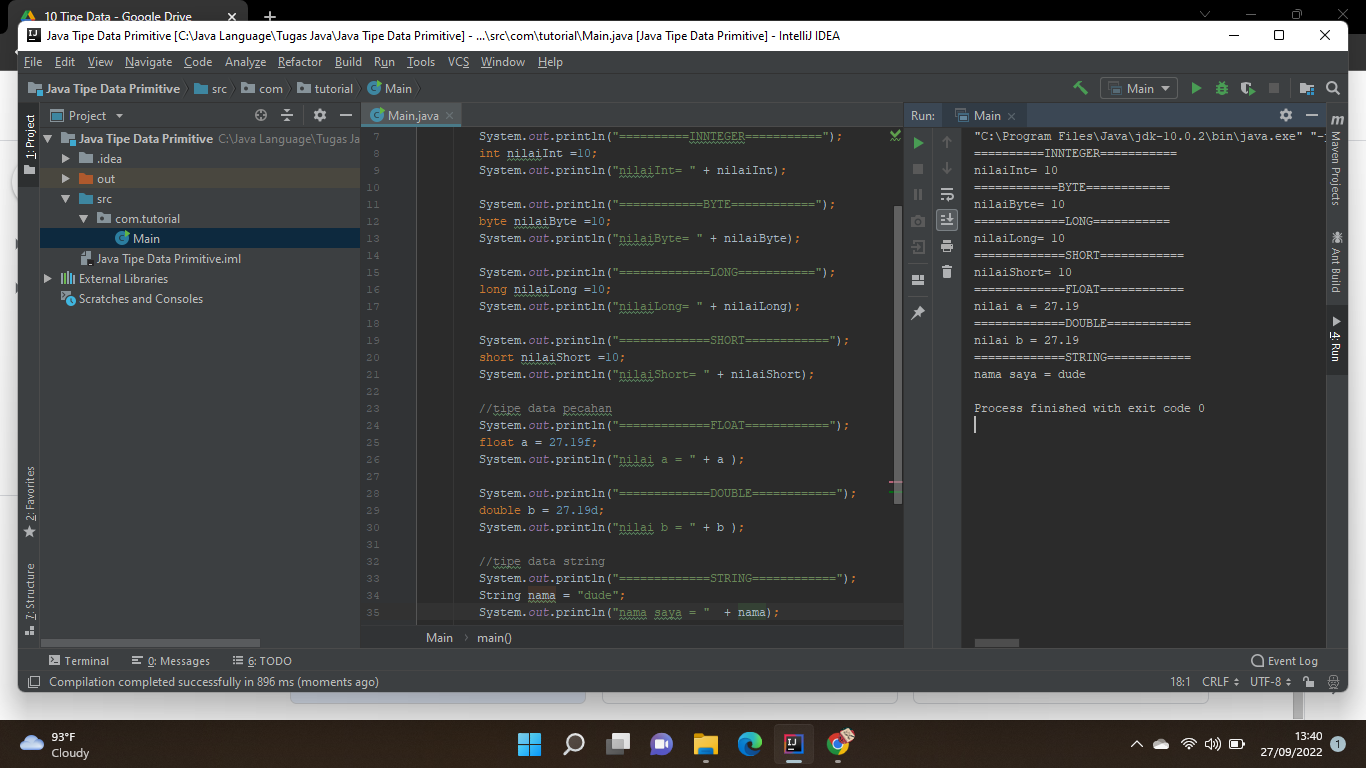 10 Tipe Data - Google Drive
Java Tipe Data Primitive [C:\Java Language\Tugas Java\Java Tipe Data Primitive] - ...\src\com\tutorial\Main.java [Java Tipe Data Primitive] - IntelliJ IDEA
File Edit View Navigate Code Analyze Refactor Build Run Tools VCS Window Help
Java Tipe Data Primitive src com tutorial Main
Main
1: Project
2: Favorites
7: Structure
Project
Java Tipe Data Primitive C:\Java Language\Tugas Ja
.idea
out
src
com.tutorial
Main
Java Tipe Data Primitive.iml
External Libraries
Scratches and Consoles
Main.java
7 System.out.println("==========INNTEGER===========");
8 int nilaiInt =10;
9 System.out.println("nilaiInt= " + nilaiInt);
10
11 System.out.println("============BYTE============");
12 byte nilaiByte =10;
13 System.out.println("nilaiByte= " + nilaiByte);
14
15 System.out.println("=============LONG===========");
16 long nilaiLong =10;
17 System.out.println("nilaiLong= " + nilaiLong);
18
19 System.out.println("=============SHORT============");
20 short nilaiShort =10;
21 System.out.println("nilaiShort= " + nilaiShort);
22
23 //tipe data pecahan
24 System.out.println("=============FLOAT============");
25 float a = 27.19f;
26 System.out.println("nilai a = " + a );
27
28 System.out.println("=============DOUBLE============");
29 double b = 27.19d;
30 System.out.println("nilai b = " + b );
31
32 //tipe data string
33 System.out.println("=============STRING============");
34 String nama = "dude";
35 System.out.println("nama saya = " + nama);
Main main()
Run: Main
"C:\Program Files\Java\jdk-10.0.2\bin\java.exe" "-j
==========INNTEGER===========
nilaiInt= 10
============BYTE============
nilaiByte= 10
=============LONG===========
nilaiLong= 10
=============SHORT============
nilaiShort= 10
=============FLOAT============
nilai a = 27.19
=============DOUBLE============
nilai b = 27.19
=============STRING============
nama saya = dude
Process finished with exit code 0
m Maven Projects
Ant Build
4: Run
Terminal 0: Messages 6: TODO Event Log
Compilation completed successfully in 896 ms (moments ago) 18:1 CRLF UTF-8
93°F
Cloudy
13:40
27/09/2022
1